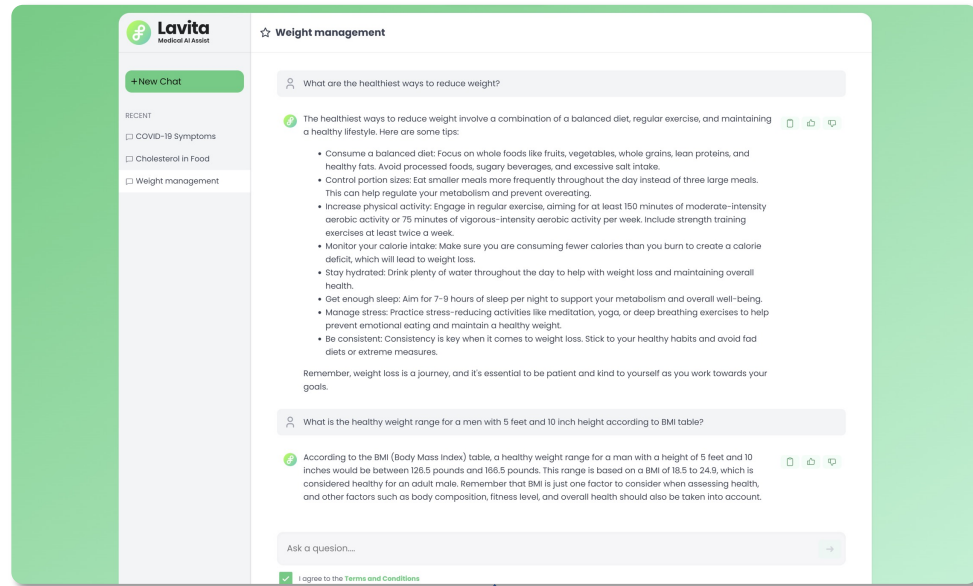 Lavita
Medical AI Assist
Weight management
+New Chat
RECENT
COVID-19 Symptoms
Cholesterol in Food
Weight management
What are the healthiest ways to reduce weight?
The healthiest ways to reduce weight involve a combination of a balanced diet, regular exercise, and maintaining
a healthy lifestyle. Here are some tips:
• Consume a balanced diet: Focus on whole foods like fruits, vegetables, whole grains, lean proteins, and
healthy fats. Avoid processed foods, sugary beverages, and excessive salt intake.
• Control portion sizes: Eat smaller meals more frequently throughout the day instead of three large meals.
This can help regulate your metabolism and prevent overeating.
• Increase physical activity: Engage in regular exercise, aiming for at least 150 minutes of moderate-intensity
aerobic activity or 75 minutes of vigorous-intensity aerobic activity per week. Include strength training
exercises at least twice a week.
• Monitor your calorie intake: Make sure you are consuming fewer calories than you burn to create a calorie
deficit, which will lead to weight loss.
• Stay hydrated: Drink plenty of water throughout the day to help with weight loss and maintaining overall
health.
• Get enough sleep: Aim for 7-9 hours of sleep per night to support your metabolism and overall well-being.
• Manage stress: Practice stress-reducing activities like meditation, yoga, or deep breathing exercises to help
prevent emotional eating and maintain a healthy weight.
• Be consistent: Consistency is key when it comes to weight loss. Stick to your healthy habits and avoid fad
diets or extreme measures.
Remember, weight loss is a journey, and it's essential to be patient and kind to yourself as you work towards your
goals.
What is the healthy weight range for a men with 5 feet and 10 inch height according to BMI table?
According to the BMI (Body Mass Index) table, a healthy weight range for a man with a height of 5 feet and 10
inches would be between 126.5 pounds and 166.5 pounds. This range is based on a BMI of 18.5 to 24.9, which is
considered healthy for an adult male. Remember that BMI is just one factor to consider when assessing health,
and other factors such as body composition, fitness level, and overall health should also be taken into account.
Ask a quesion....
I agree to the Terms and Conditions